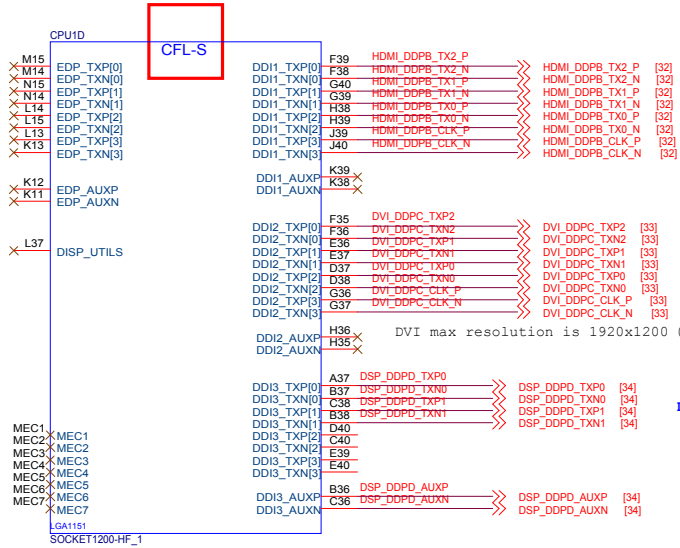 CPU1D
CFL-S
M15 EDP_TXP[0] DDI1_TXP[0] F39 HDMI_DDPB_TX2_P HDMI_DDPB_TX2_P [32]
M14 EDP_TXN[0] DDI1_TXN[0] F38 HDMI_DDPB_TX2_N HDMI_DDPB_TX2_N [32]
N15 EDP_TXP[1] DDI1_TXP[1] G40 HDMI_DDPB_TX1_P HDMI_DDPB_TX1_P [32]
N14 EDP_TXN[1] DDI1_TXN[1] G39 HDMI_DDPB_TX1_N HDMI_DDPB_TX1_N [32]
L14 EDP_TXP[2] DDI1_TXP[2] H38 HDMI_DDPB_TX0_P HDMI_DDPB_TX0_P [32]
L15 EDP_TXN[2] DDI1_TXN[2] H39 HDMI_DDPB_TX0_N HDMI_DDPB_TX0_N [32]
L13 EDP_TXP[3] DDI1_TXP[3] J39 HDMI_DDPB_CLK_P HDMI_DDPB_CLK_P [32]
K13 EDP_TXN[3] DDI1_TXN[3] J40 HDMI_DDPB_CLK_N HDMI_DDPB_CLK_N [32]
K12 EDP_AUXP DDI1_AUXP K39
K11 EDP_AUXN DDI1_AUXN K38
L37 DISP_UTILS
DDI2_TXP[0] F35 DVI_DDPC_TXP2 DVI_DDPC_TXP2 [33]
DDI2_TXN[0] F36 DVI_DDPC_TXN2 DVI_DDPC_TXN2 [33]
DDI2_TXP[1] E36 DVI_DDPC_TXP1 DVI_DDPC_TXP1 [33]
DDI2_TXN[1] E37 DVI_DDPC_TXN1 DVI_DDPC_TXN1 [33]
DDI2_TXP[2] D37 DVI_DDPC_TXP0 DVI_DDPC_TXP0 [33]
DDI2_TXN[2] D38 DVI_DDPC_TXN0 DVI_DDPC_TXN0 [33]
DDI2_TXP[3] G36 DVI_DDPC_CLK_P DVI_DDPC_CLK_P [33]
DDI2_TXN[3] G37 DVI_DDPC_CLK_N DVI_DDPC_CLK_N [33]
DDI2_AUXP H36 DVI max resolution is 1920x1200
DDI2_AUXN H35
DDI3_TXP[0] A37 DSP_DDPD_TXP0 DSP_DDPD_TXP0 [34]
DDI3_TXN[0] B37 DSP_DDPD_TXN0 DSP_DDPD_TXN0 [34]
DDI3_TXP[1] C38 DSP_DDPD_TXP1 DSP_DDPD_TXP1 [34]
DDI3_TXN[1] B38 DSP_DDPD_TXN1 DSP_DDPD_TXN1 [34]
MEC1 MEC1 DDI3_TXP[2] D40
MEC2 MEC2 DDI3_TXN[2] C40
MEC3 MEC3 DDI3_TXP[3] E39
MEC4 MEC4 DDI3_TXN[3] E40
MEC5 MEC5
MEC6 MEC6 DDI3_AUXP B36 DSP_DDPD_AUXP DSP_DDPD_AUXP [34]
MEC7 MEC7 DDI3_AUXN C36 DSP_DDPD_AUXN DSP_DDPD_AUXN [34]
LGA1151
SOCKET1200-HF_1